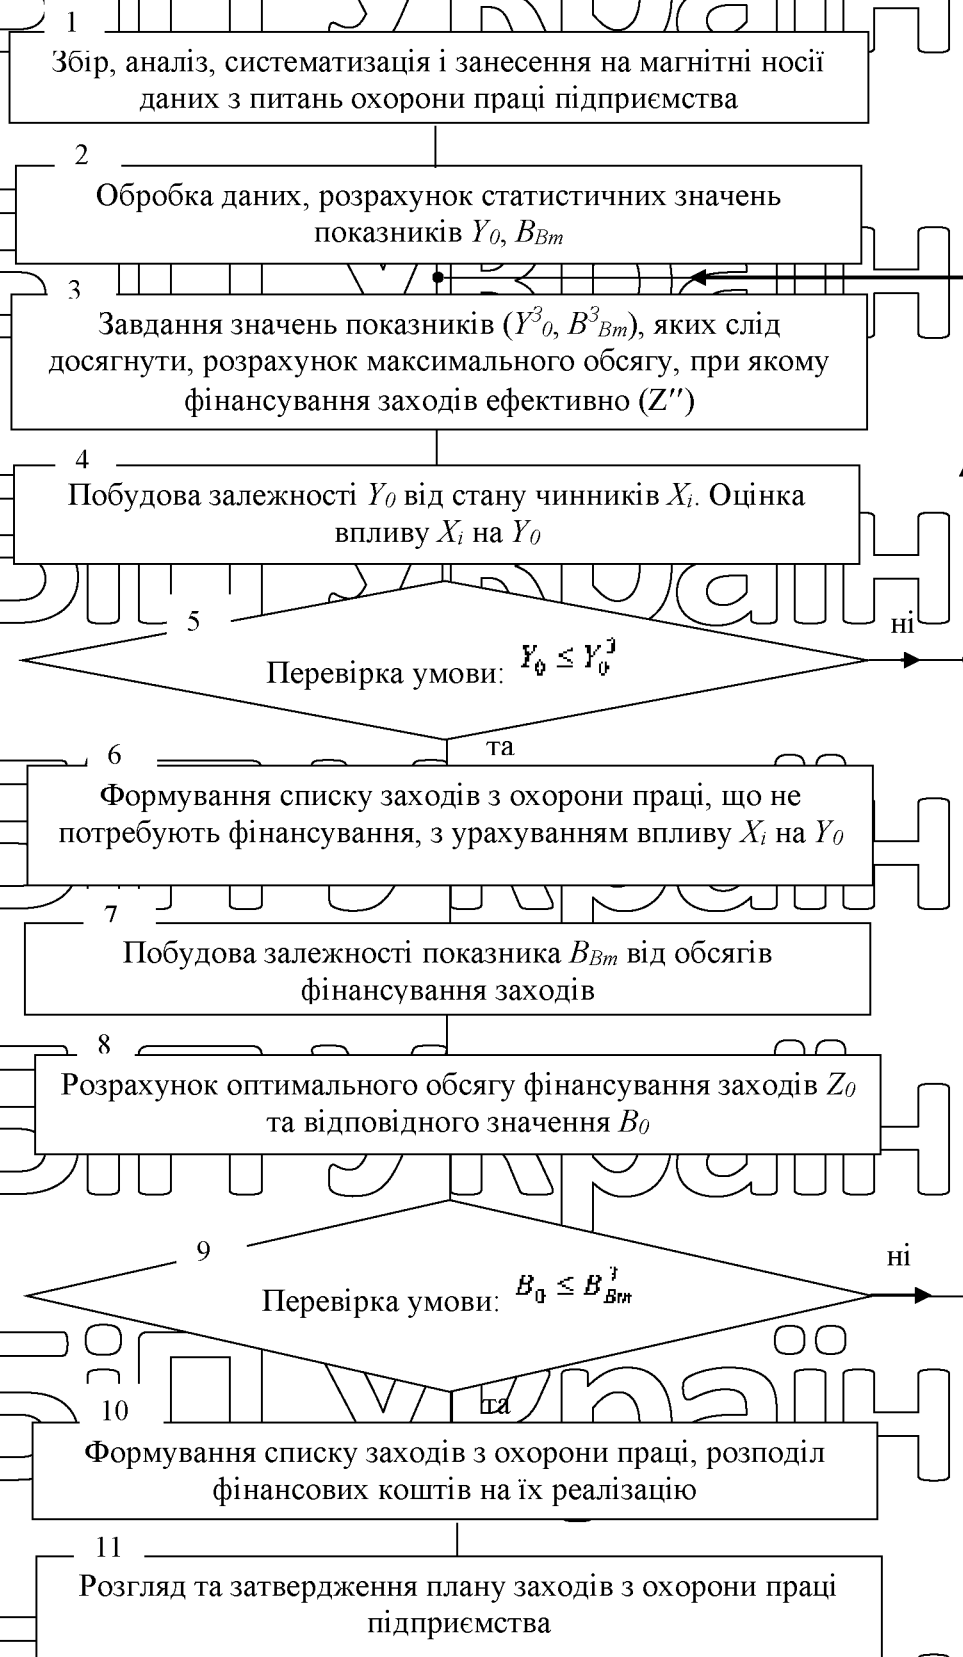 1
Збір, аналіз, систематизація і занесення на магнітні носії
даних з питань охорони праці підприємства
2
Обробка даних, розрахунок статистичних значень
показників Y0, BВт
3
Завдання значень показників (Y^З0, B^ЗВт), яких слід
досягнути, розрахунок максимального обсягу, при якому
фінансування заходів ефективно (Z″)
4
Побудова залежності Y0 від стану чинників Xi. Оцінка
впливу Xi на Y0
5
ні
Перевірка умови: Y0 ≤ Y0^З
та
6
Формування списку заходів з охорони праці, що не
потребують фінансування, з урахуванням впливу Xi на Y0
7
Побудова залежності показника BВт від обсягів
фінансування заходів
8
Розрахунок оптимального обсягу фінансування заходів Z0
та відповідного значення B0
9
ні
Перевірка умови: B0 ≤ B^ЗВт
та
10
Формування списку заходів з охорони праці, розподіл
фінансових коштів на їх реалізацію
11
Розгляд та затвердження плану заходів з охорони праці
підприємства